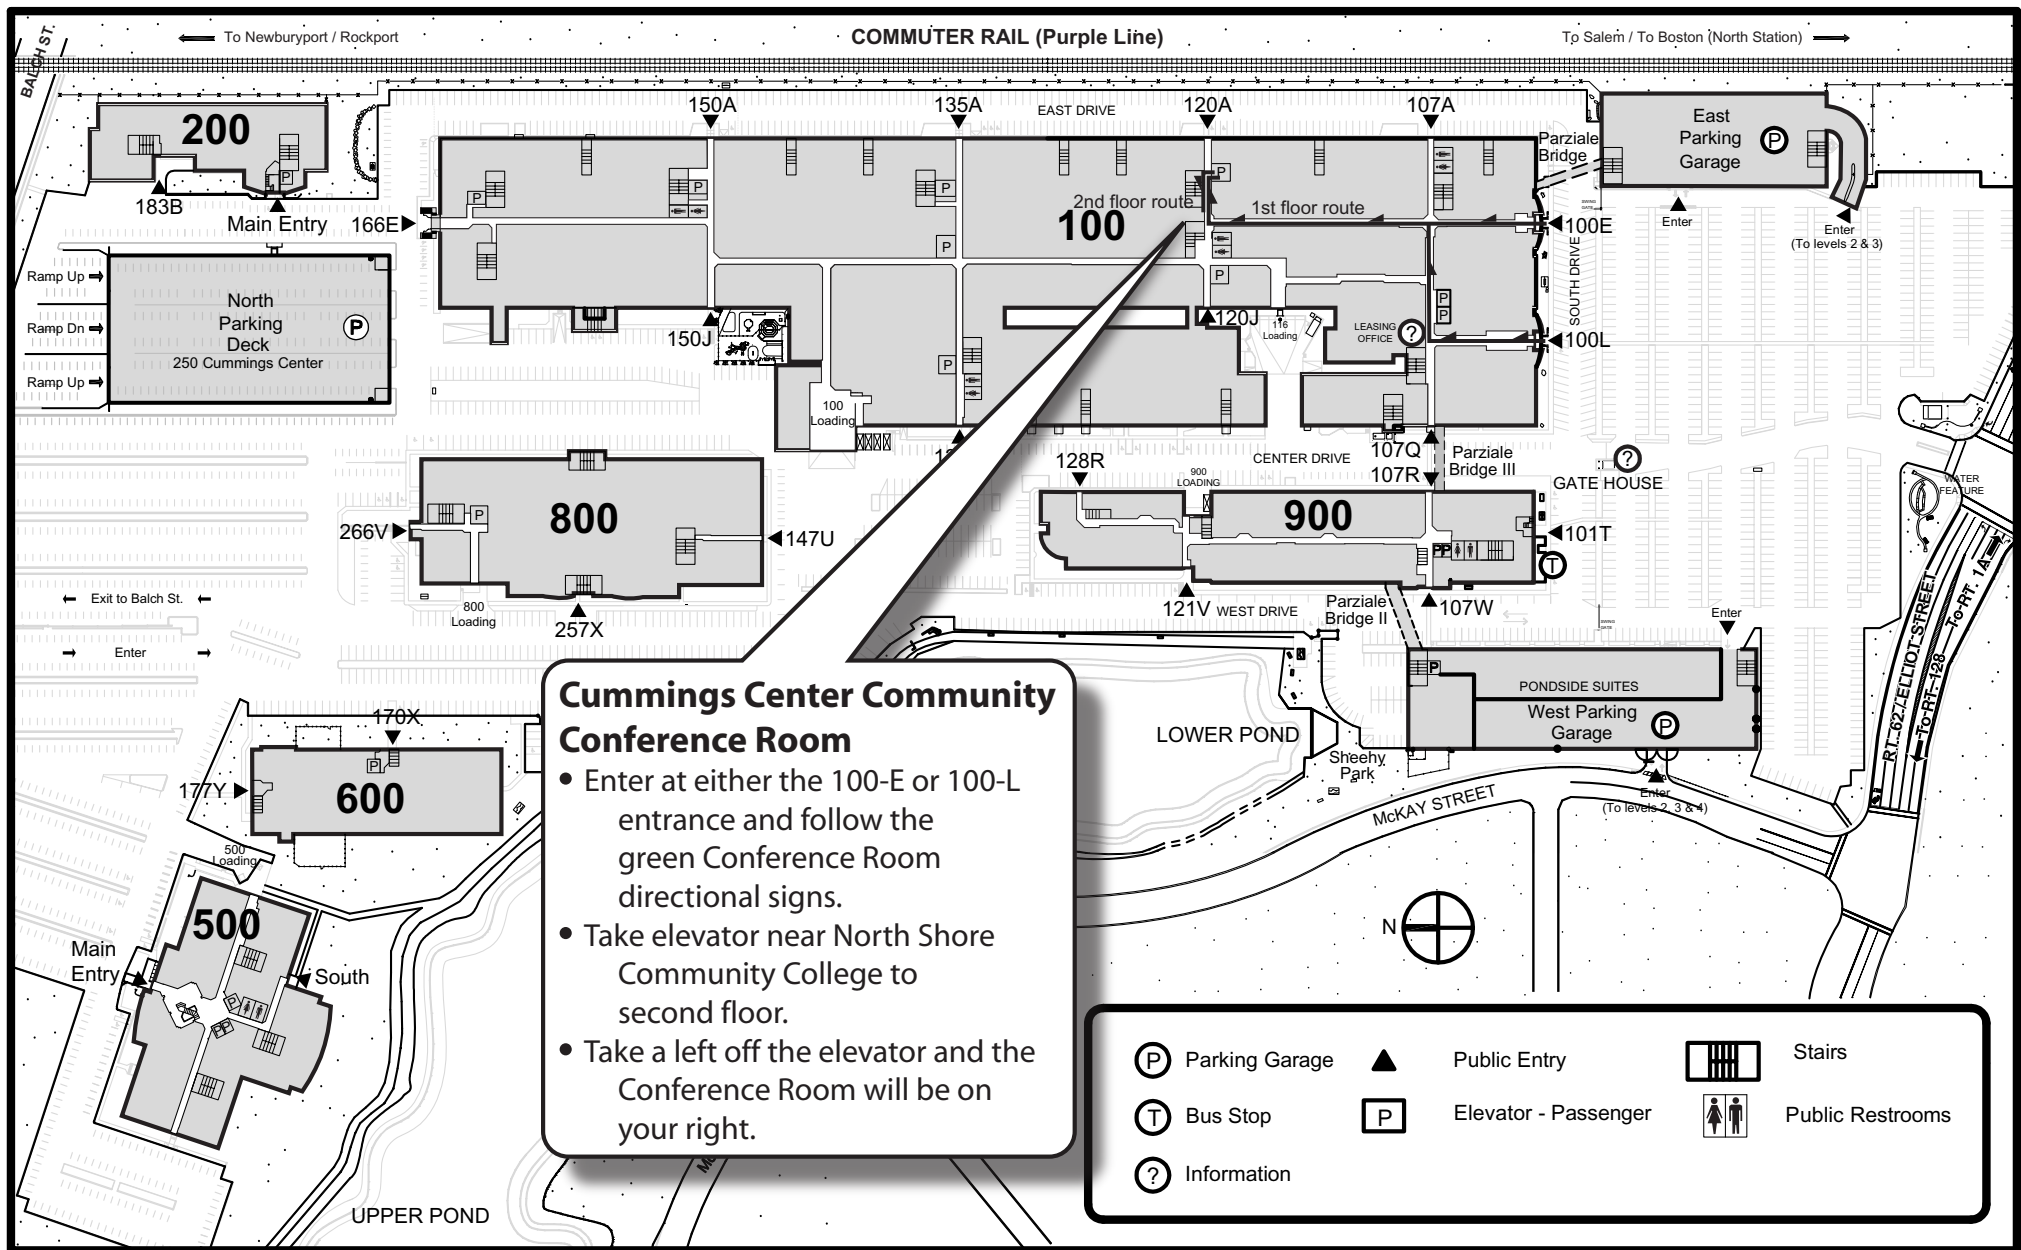 BALCH ST.
To Newburyport / Rockport
COMMUTER RAIL (Purple Line)
To Salem / To Boston (North Station)
150A
135A
EAST DRIVE
120A
107A
200
183B
Main Entry
166E
2nd floor route
1st floor route
100
Parziale
Bridge
East
Parking
Garage
P
Enter
Enter
(To levels 2 & 3)
SWING
GATE
100E
SOUTH DRIVE
100L
Ramp Up
Ramp Dn
Ramp Up
North
Parking
Deck
250 Cummings Center
P
150J
120J
116
Loading
LEASING
OFFICE
?
100
Loading
107Q
107R
Parziale
Bridge III
CENTER DRIVE
128R
900
LOADING
?
GATE HOUSE
WATER
FEATURE
266V
800
147U
900
101T
T
800
Loading
257X
121V
WEST DRIVE
Parziale
Bridge II
107W
SWING
GATE
Enter
Exit to Balch St.
Enter
RT. 62 / ELLIOT STREET
To RT. 128
To RT. 1A
PONDSIDE SUITES
West Parking
Garage
P
Enter
(To levels 2, 3 & 4)
LOWER POND
Sheehy
Park
McKAY STREET
170X
177Y
600
500
Loading
500
Main
Entry
South
UPPER POND
N
Cummings Center Community
Conference Room
• Enter at either the 100-E or 100-L
entrance and follow the
green Conference Room
directional signs.
• Take elevator near North Shore
Community College to
second floor.
• Take a left off the elevator and the
Conference Room will be on
your right.
P Parking Garage
Public Entry
Stairs
T Bus Stop
P Elevator - Passenger
Public Restrooms
? Information